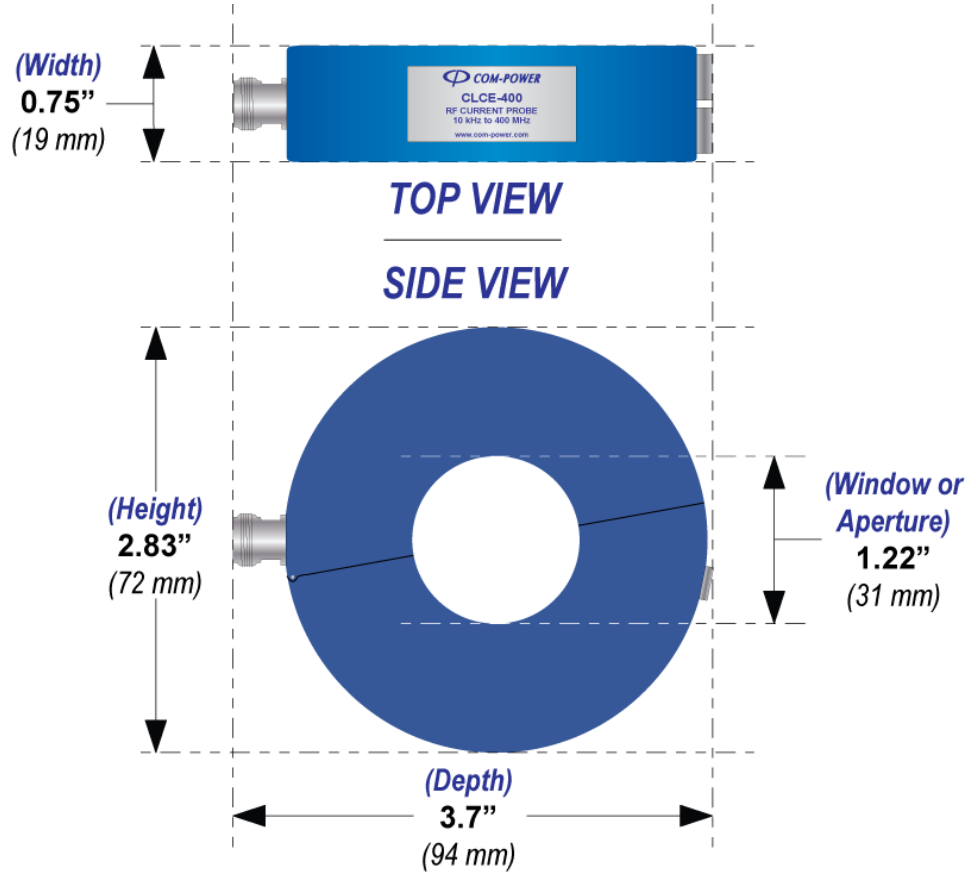 (Width)
0.75”
(19 mm)
COM-POWER
CLCE-400
RF CURRENT PROBE
10 kHz to 400 MHz
www.com-power.com
TOP VIEW
SIDE VIEW
(Height)
2.83”
(72 mm)
(Window or
Aperture)
1.22”
(31 mm)
(Depth)
3.7”
(94 mm)